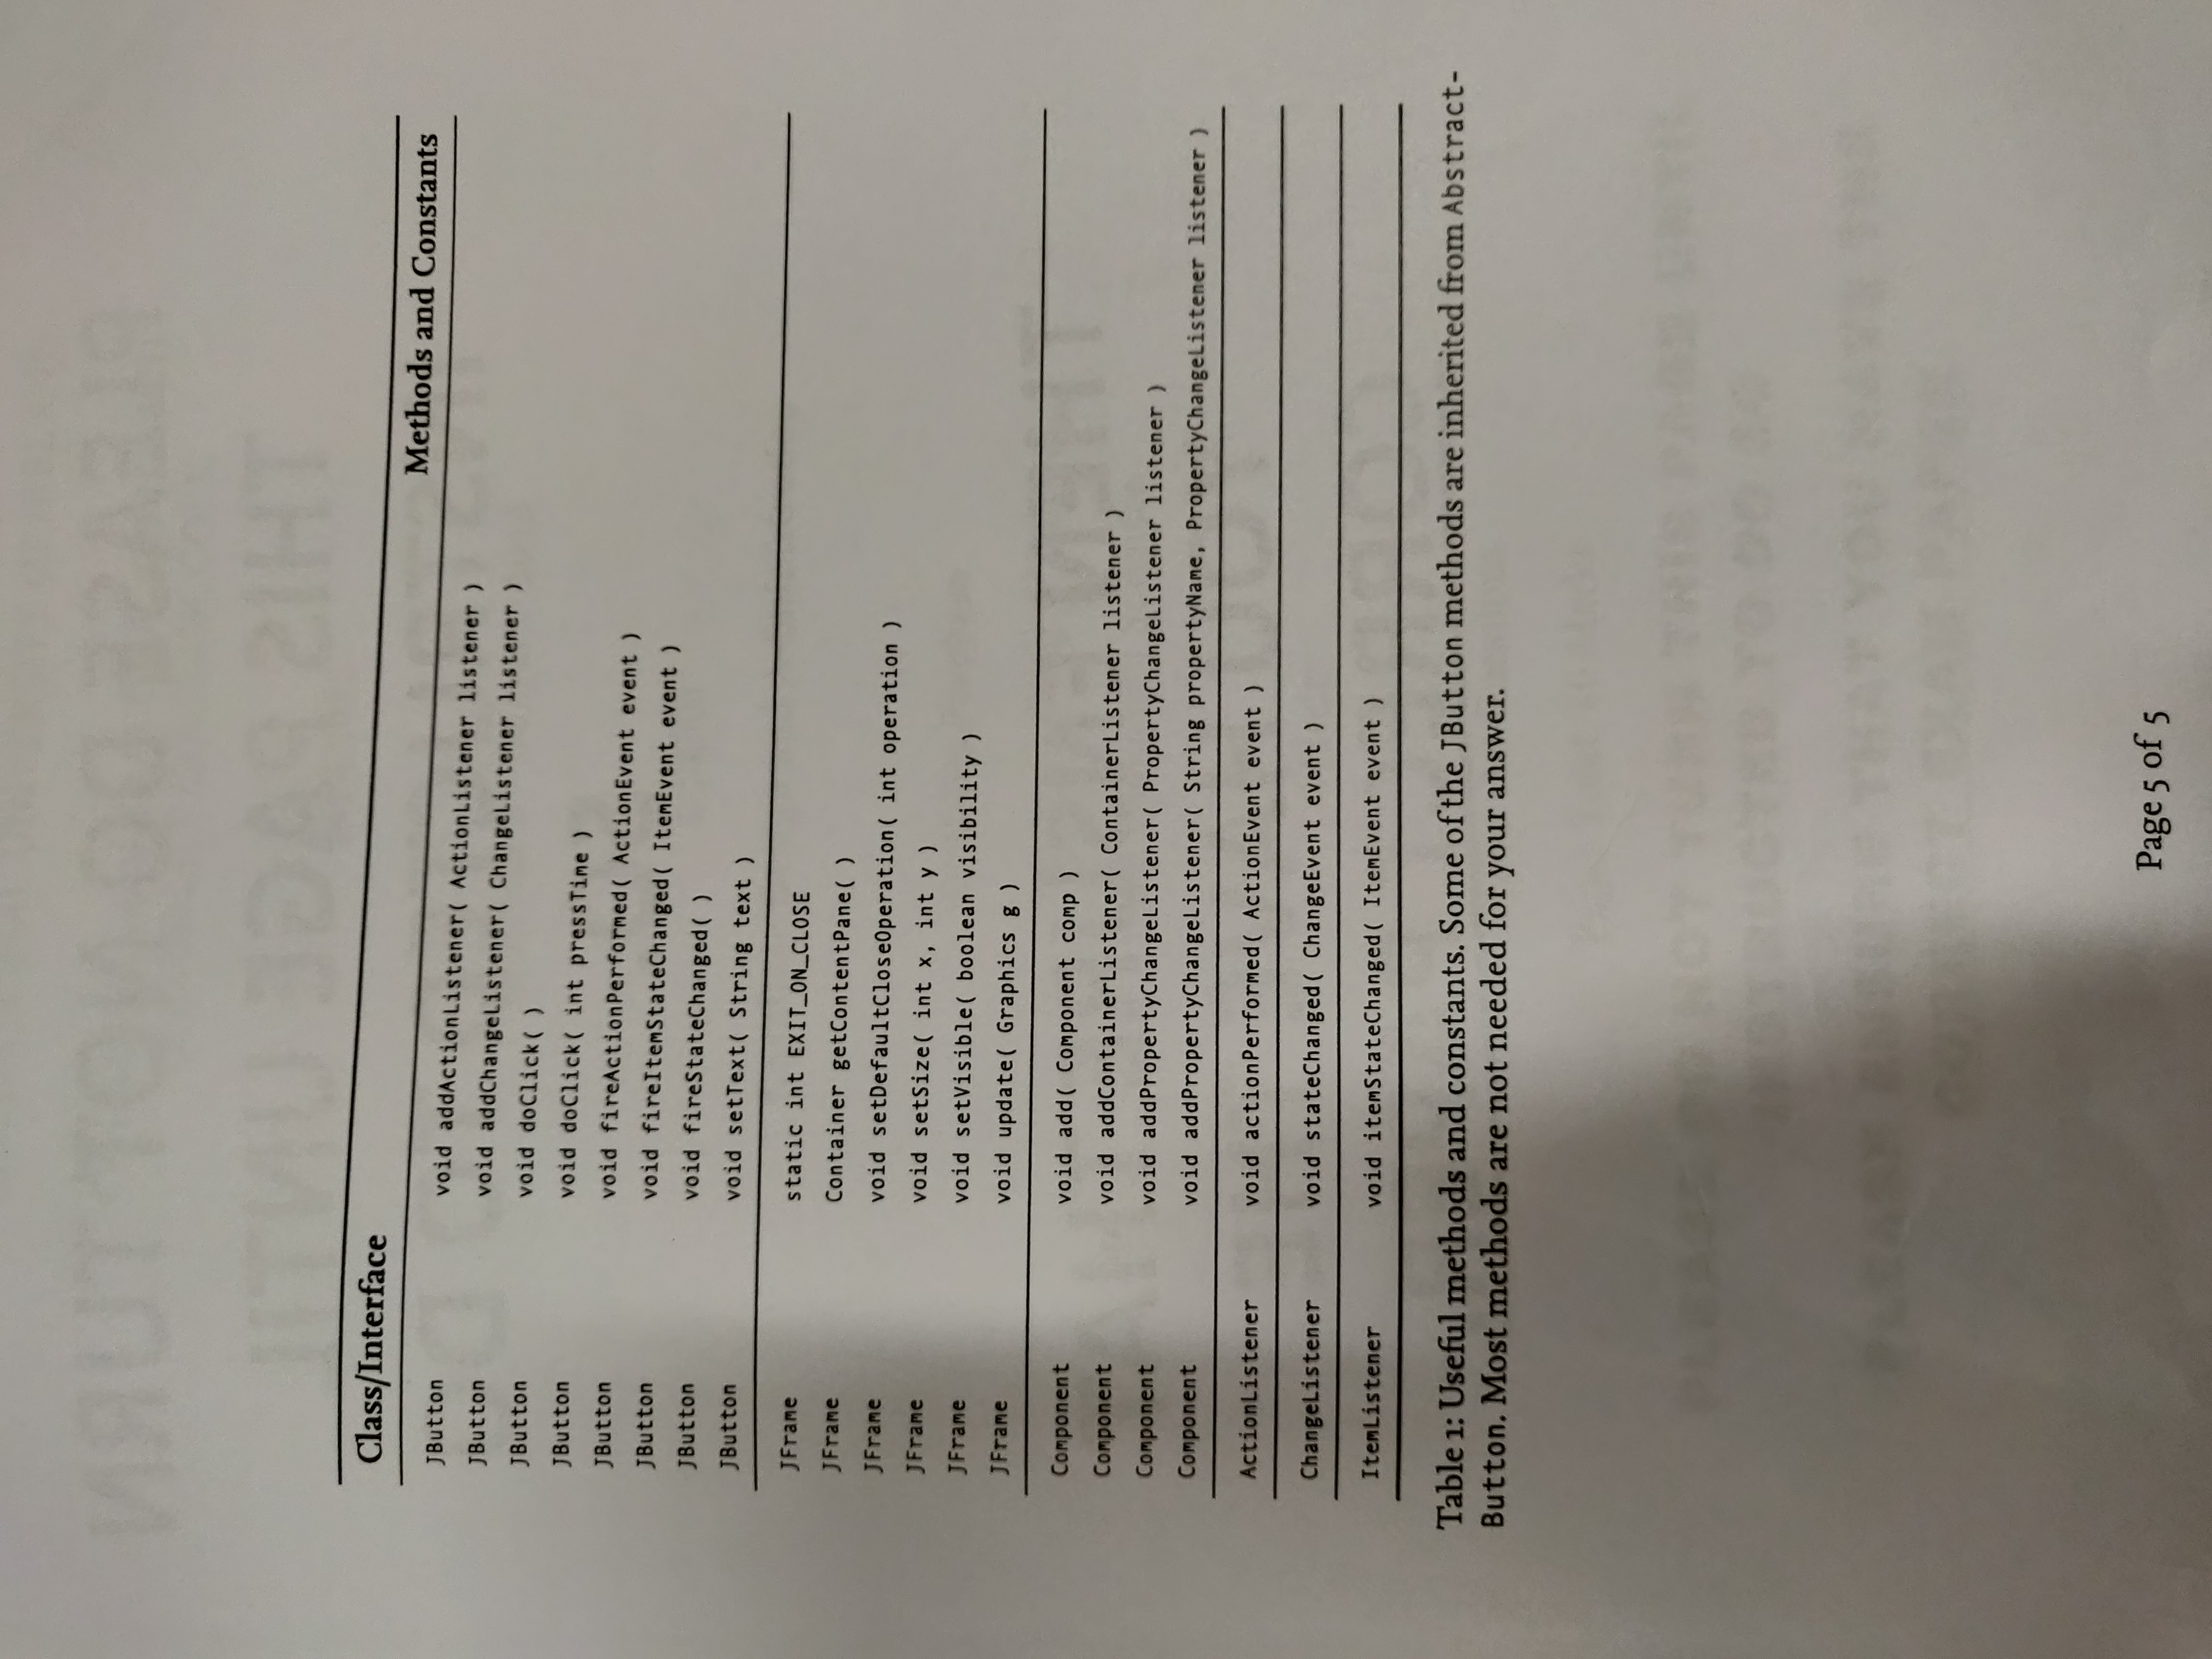 Class/Interface Methods and Constants
JButton void addActionListener( ActionListener listener )
JButton void addChangeListener( ChangeListener listener )
JButton void doClick( )
JButton void doClick( int pressTime )
JButton void fireActionPerformed( ActionEvent event )
JButton void fireItemStateChanged( ItemEvent event )
JButton void fireStateChanged( )
JButton void setText( String text )
JFrame static int EXIT_ON_CLOSE
JFrame Container getContentPane( )
JFrame void setDefaultCloseOperation( int operation )
JFrame void setSize( int x, int y )
JFrame void setVisible( boolean visibility )
JFrame void update( Graphics g )
Component void add( Component comp )
Component void addContainerListener( ContainerListener listener )
Component void addPropertyChangeListener( PropertyChangeListener listener )
Component void addPropertyChangeListener( String propertyName, PropertyChangeListener listener )
ActionListener void actionPerformed( ActionEvent event )
ChangeListener void stateChanged( ChangeEvent event )
ItemListener void itemStateChanged( ItemEvent event )
Table 1: Useful methods and constants. Some of the JButton methods are inherited from Abstract-
Button. Most methods are not needed for your answer.
Page 5 of 5